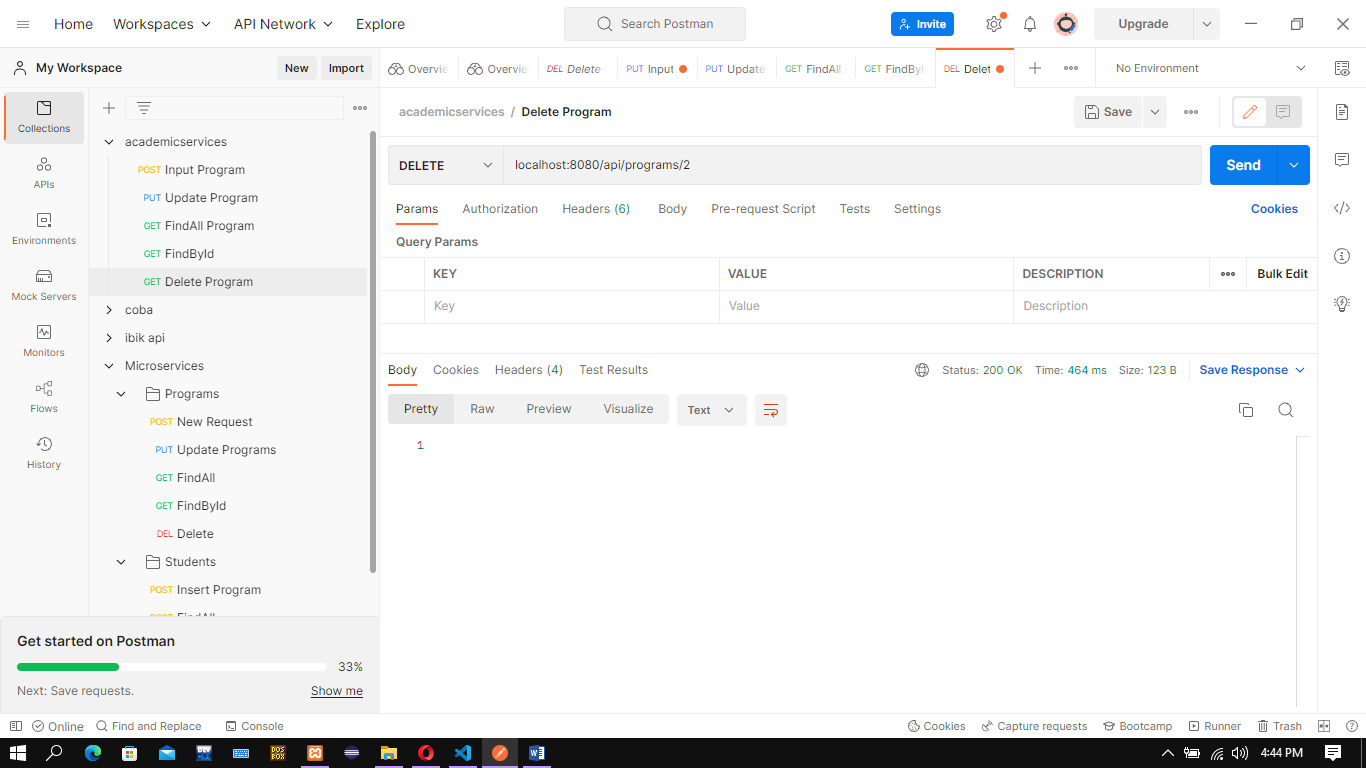 Home Workspaces API Network Explore Search Postman Invite Upgrade
My Workspace New Import
Overvie Overvie DEL Delete PUT Input PUT Update GET FindAll GET FindByI DEL Delet No Environment
Collections
APIs
Environments
Mock Servers
Monitors
Flows
History
academicservices
POST Input Program
PUT Update Program
GET FindAll Program
GET FindById
GET Delete Program
coba
ibik api
Microservices
Programs
POST New Request
PUT Update Programs
GET FindAll
GET FindById
DEL Delete
Students
POST Insert Program
POST FindAll
Get started on Postman
33%
Next: Save requests. Show me
academicservices / Delete Program Save
DELETE localhost:8080/api/programs/2 Send
Params Authorization Headers (6) Body Pre-request Script Tests Settings Cookies
Query Params
KEY VALUE DESCRIPTION Bulk Edit
Key Value Description
Body Cookies Headers (4) Test Results Status: 200 OK Time: 464 ms Size: 123 B Save Response
Pretty Raw Preview Visualize Text
1
Online Find and Replace Console Cookies Capture requests Bootcamp Runner Trash
4:44 PM